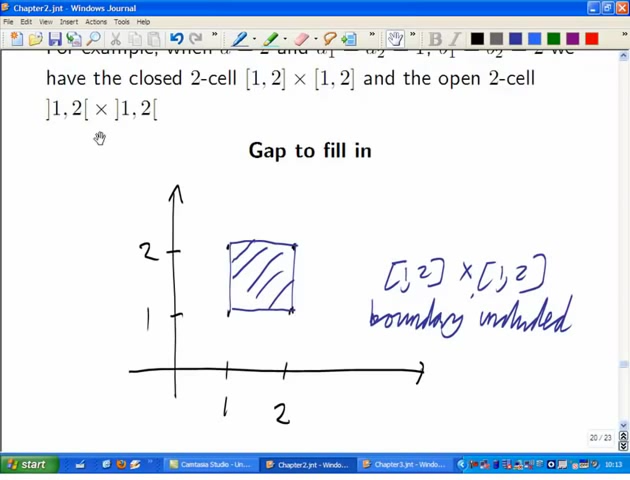 Chapter2.jnt - Windows Journal
File Edit View Insert Actions Tools Help
B I
have the closed 2-cell [1, 2] × [1, 2] and the open 2-cell
]1, 2[ × ]1, 2[
Gap to fill in
2
[1,2] × [1,2]
1
boundary included
1 2
20 / 23
start
Camtasia Studio - Un...
Chapter2.jnt - Windo...
Chapter3.jnt - Windo...
10:13